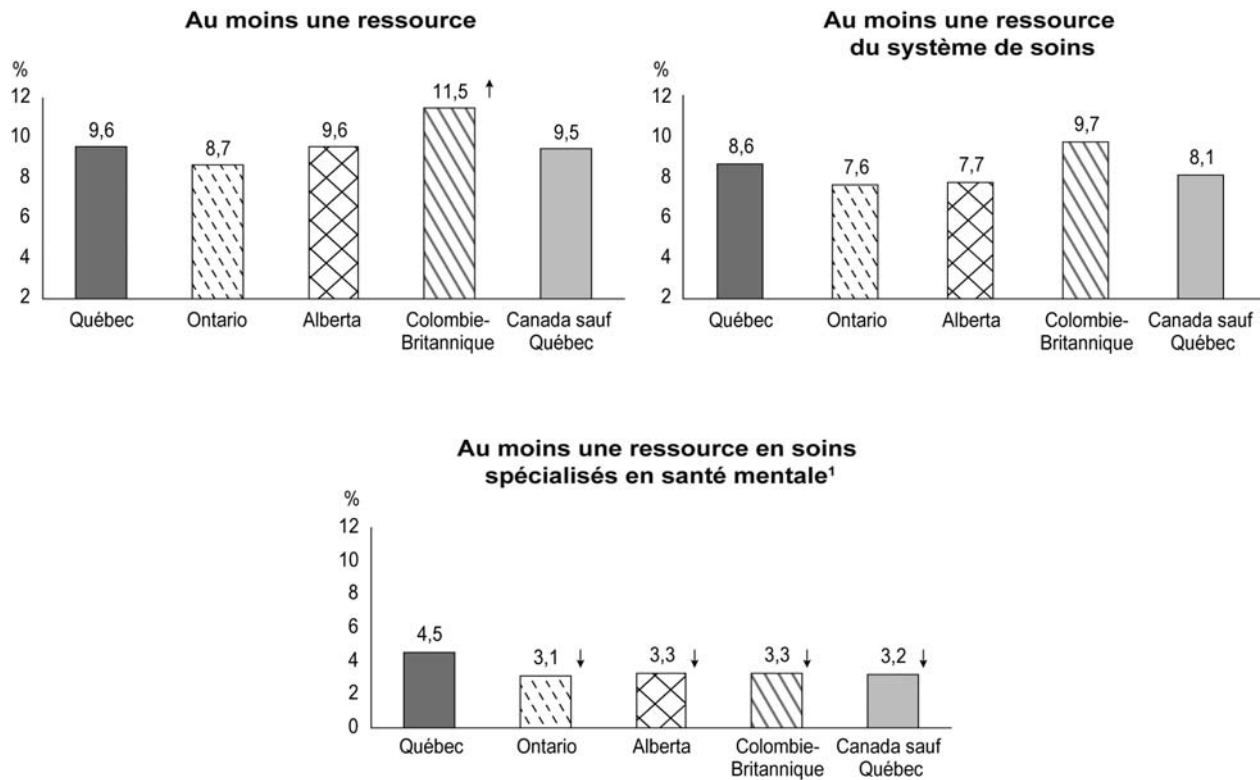 Au moins une ressource
%
12
10
8
6
4
2
9,6
8,7
9,6
11,5 ↑
9,5
Québec
Ontario
Alberta
Colombie-
Britannique
Canada sauf
Québec
Au moins une ressource
du système de soins
%
12
10
8
6
4
2
8,6
7,6
7,7
9,7
8,1
Québec
Ontario
Alberta
Colombie-
Britannique
Canada sauf
Québec
Au moins une ressource en soins
spécialisés en santé mentale¹
%
12
10
8
6
4
2
0
4,5
3,1 ↓
3,3 ↓
3,3 ↓
3,2 ↓
Québec
Ontario
Alberta
Colombie-
Britannique
Canada sauf
Québec